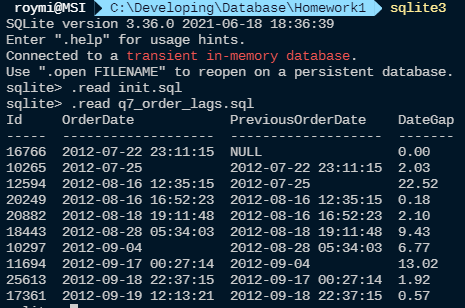 roymi@MSI C:\Developing\Database\Homework1 sqlite3
SQLite version 3.36.0 2021-06-18 18:36:39
Enter ".help" for usage hints.
Connected to a transient in-memory database.
Use ".open FILENAME" to reopen on a persistent database.
sqlite> .read init.sql
sqlite> .read q7_order_lags.sql
Id     OrderDate            PreviousOrderDate    DateGap
-----  -------------------  -------------------  -------
16766  2012-07-22 23:11:15  NULL                 0.00
10265  2012-07-25           2012-07-22 23:11:15  2.03
12594  2012-08-16 12:35:15  2012-07-25           22.52
20249  2012-08-16 16:52:23  2012-08-16 12:35:15  0.18
20882  2012-08-18 19:11:48  2012-08-16 16:52:23  2.10
18443  2012-08-28 05:34:03  2012-08-18 19:11:48  9.43
10297  2012-09-04           2012-08-28 05:34:03  6.77
11694  2012-09-17 00:27:14  2012-09-04           13.02
25613  2012-09-18 22:37:15  2012-09-17 00:27:14  1.92
17361  2012-09-19 12:13:21  2012-09-18 22:37:15  0.57